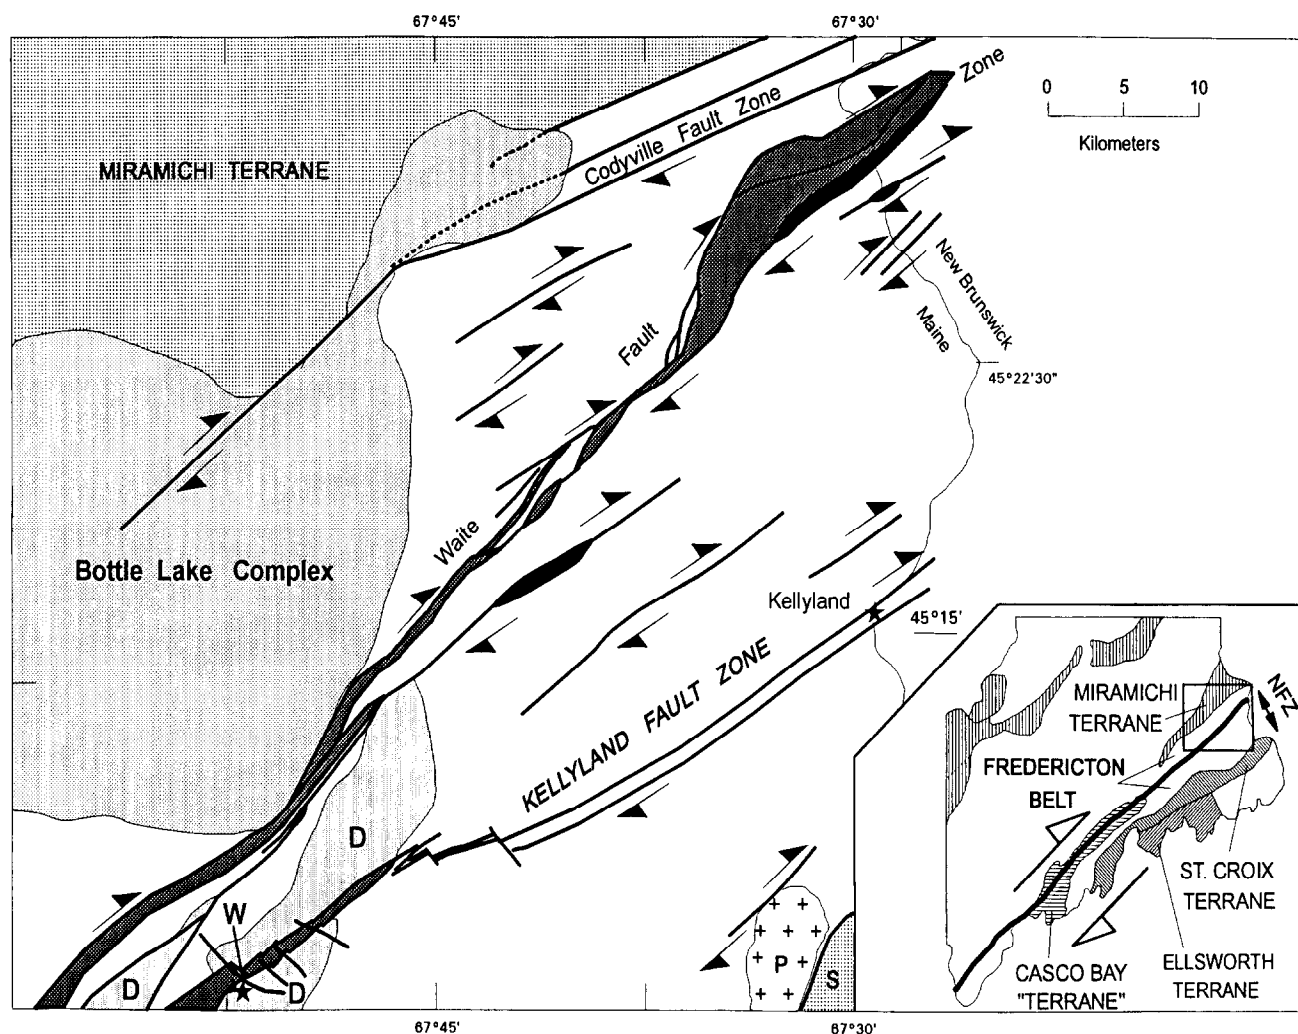 67°45'
67°30'
Zone
0 5 10
Kilometers
Codyville Fault Zone
MIRAMICHI TERRANE
New Brunswick
Maine
Fault
45°22'30"
Waite
Bottle Lake Complex
Kellyland
45°15'
KELLYLAND FAULT ZONE
MIRAMICHI
TERRANE
NFZ
FREDERICTON
BELT
D
ST. CROIX
TERRANE
W
P
S
D
D
CASCO BAY
"TERRANE"
ELLSWORTH
TERRANE
67°45'
67°30'